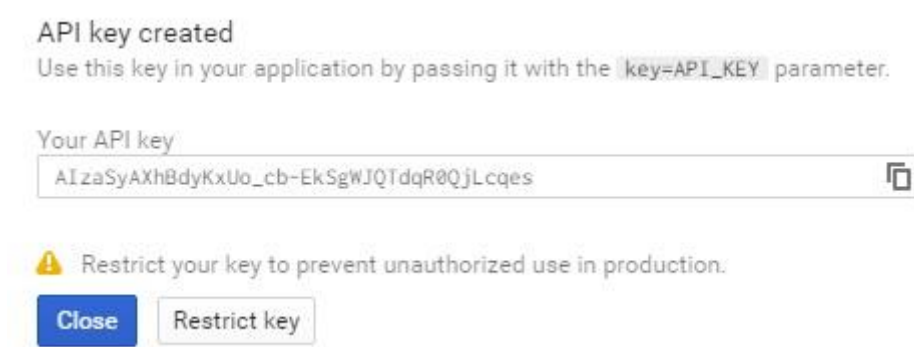 API key created
Use this key in your application by passing it with the key=API_KEY parameter.
Your API key
AIzaSyAXhBdyKxUo_cb-EkSgWJQTdqR0QjLcqes
Restrict your key to prevent unauthorized use in production.
Close
Restrict key